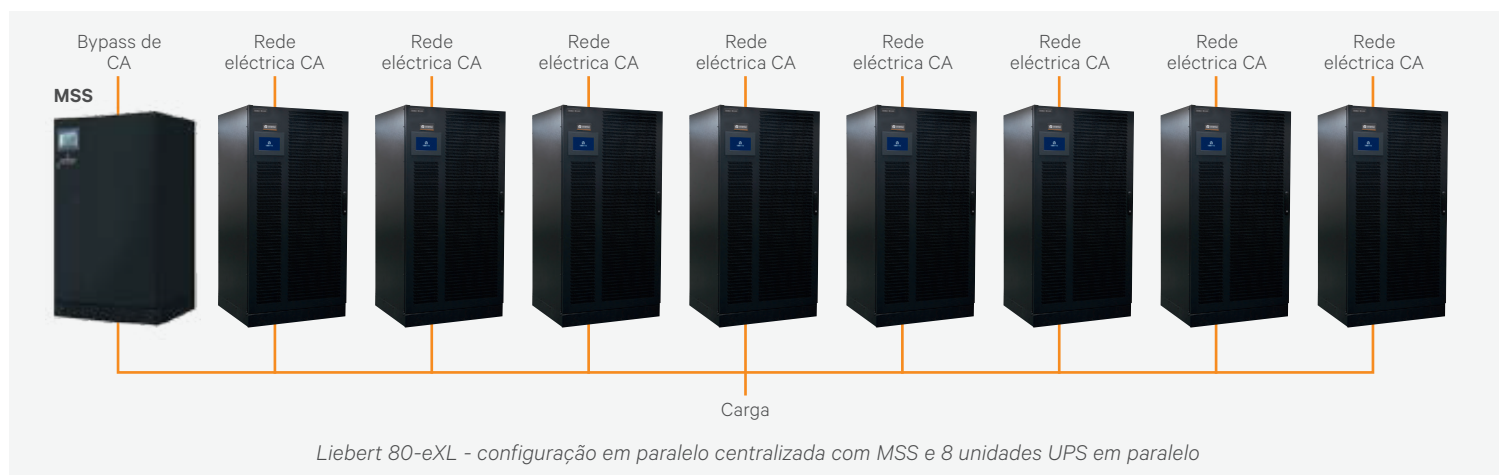 Bypass de
CA
Rede
eléctrica CA
Rede
eléctrica CA
Rede
eléctrica CA
Rede
eléctrica CA
Rede
eléctrica CA
Rede
eléctrica CA
Rede
eléctrica CA
Rede
eléctrica CA
MSS
Carga
Liebert 80-eXL - configuração em paralelo centralizada com MSS e 8 unidades UPS em paralelo